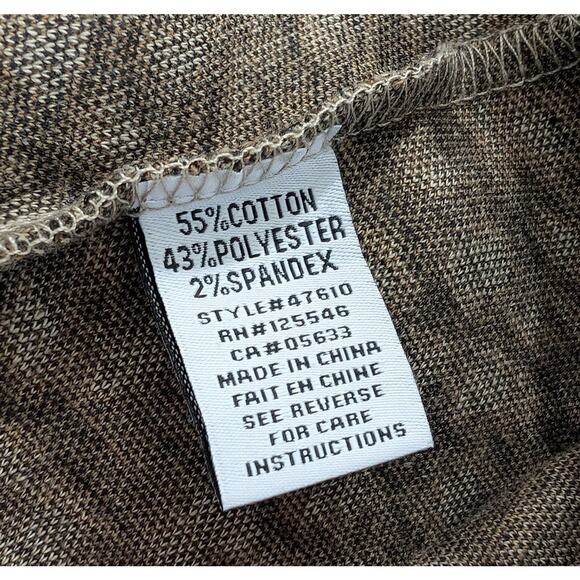 55%COTTON
43%POLYESTER
2%SPANDEX
STYLE#47610
RN#125546
CA#05633
MADE IN CHINA
FAIT EN CHINE
SEE REVERSE
FOR CARE
INSTRUCTIONS